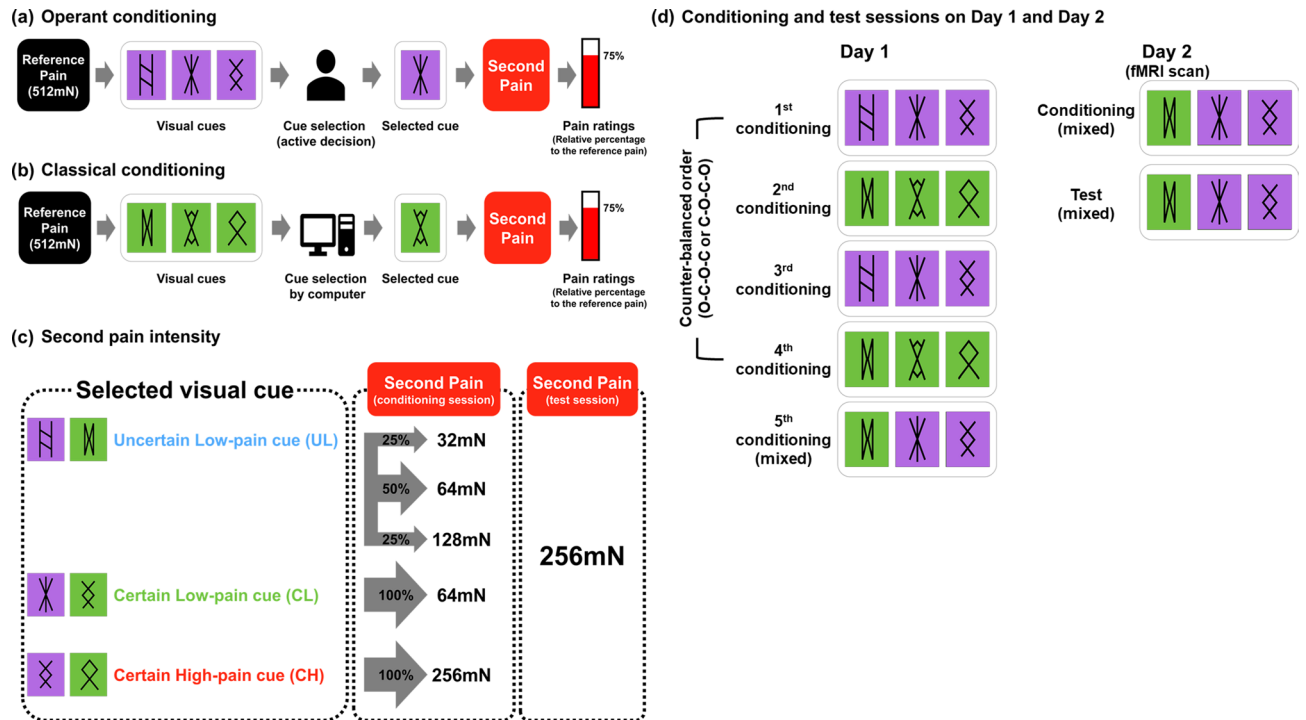 (a) Operant conditioning
Reference
Pain
(512mN)
Visual cues
Cue selection
(active decision)
Selected cue
Second
Pain
75%
Pain ratings
(Relative percentage
to the reference pain)
(b) Classical conditioning
Reference
Pain
(512mN)
Visual cues
Cue selection
by computer
Selected cue
Second
Pain
75%
Pain ratings
(Relative percentage
to the reference pain)
(c) Second pain intensity
Selected visual cue
Second Pain
(conditioning session)
Second Pain
(test session)
Uncertain Low-pain cue (UL)
25%
32mN
50%
64mN
25%
128mN
Certain Low-pain cue (CL)
100%
64mN
Certain High-pain cue (CH)
100%
256mN
256mN
(d) Conditioning and test sessions on Day 1 and Day 2
Day 1
Counter-balanced order
(O-C-O-C or C-O-C-O)
1st
conditioning
2nd
conditioning
3rd
conditioning
4th
conditioning
5th
conditioning
(mixed)
Day 2
(fMRI scan)
Conditioning
(mixed)
Test
(mixed)